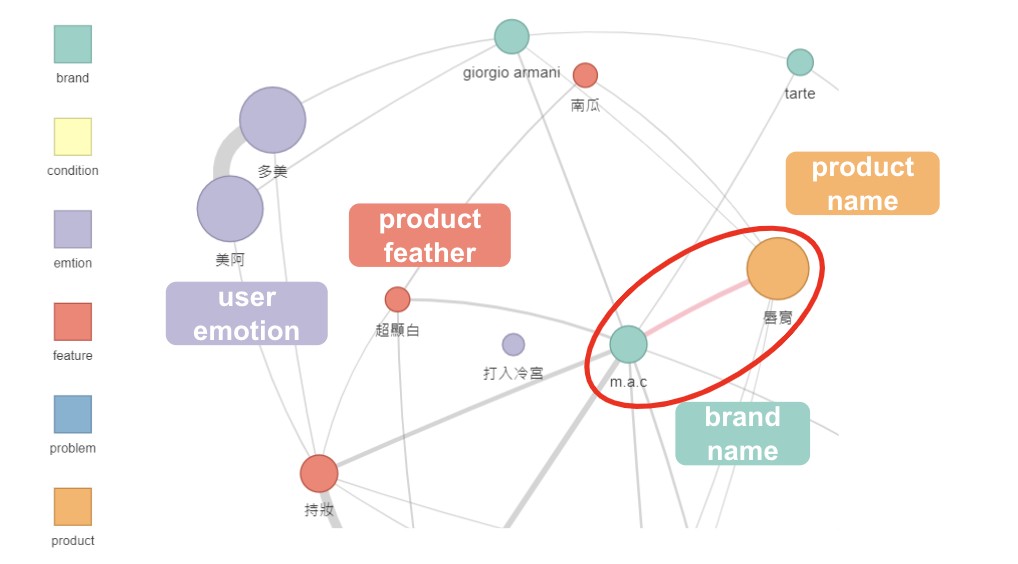 brand
condition
emtion
feature
problem
product
giorgio armani
南瓜
tarte
多美
美阿
product
name
product
feather
user
emotion
超顯白
打入冷宮
唇膏
m.a.c
brand
name
持妝